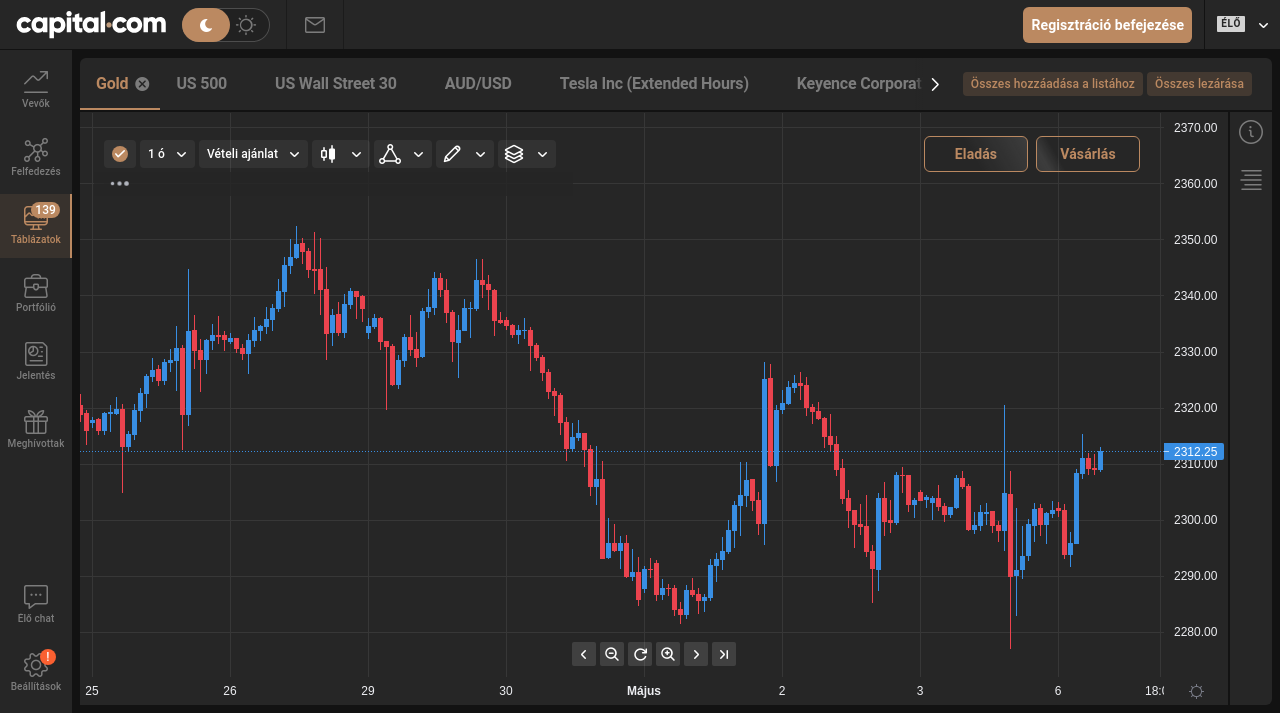 capital.com
Regisztráció befejezése
ÉLŐ
Vevők
Felfedezés
139
Táblázatok
Portfólió
Jelentés
Meghívottak
Elő chat
!
Beállítások
Gold
US 500
US Wall Street 30
AUD/USD
Tesla Inc (Extended Hours)
Keyence Corporat
Összes hozzáadása a listához
Összes lezárása
1 ó
Vételi ajánlat
Eladás
Vásárlás
2370.00
2360.00
2350.00
2340.00
2330.00
2320.00
2312.25
2310.00
2300.00
2290.00
2280.00
25
26
29
30
Május
2
3
6
18:0